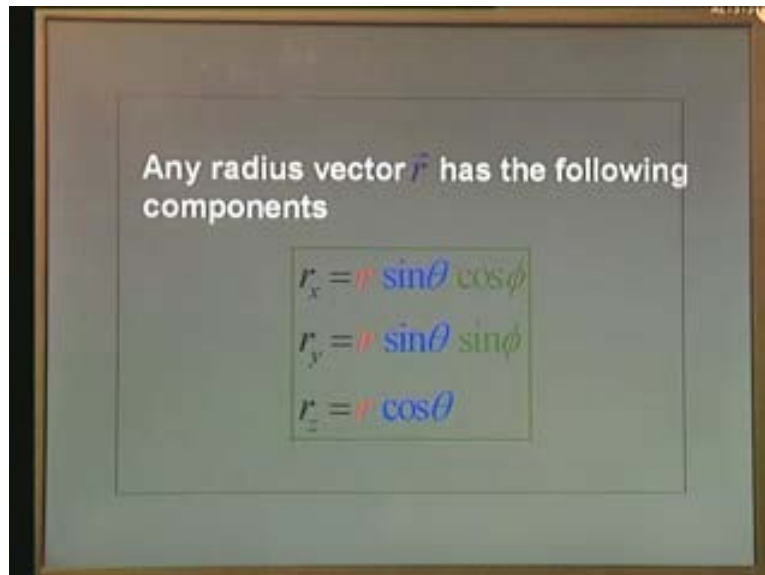 Any radius vector r⃗ has the following
components
r_x = r sinθ cosϕ
r_y = r sinθ sinϕ
r_z = r cosθ